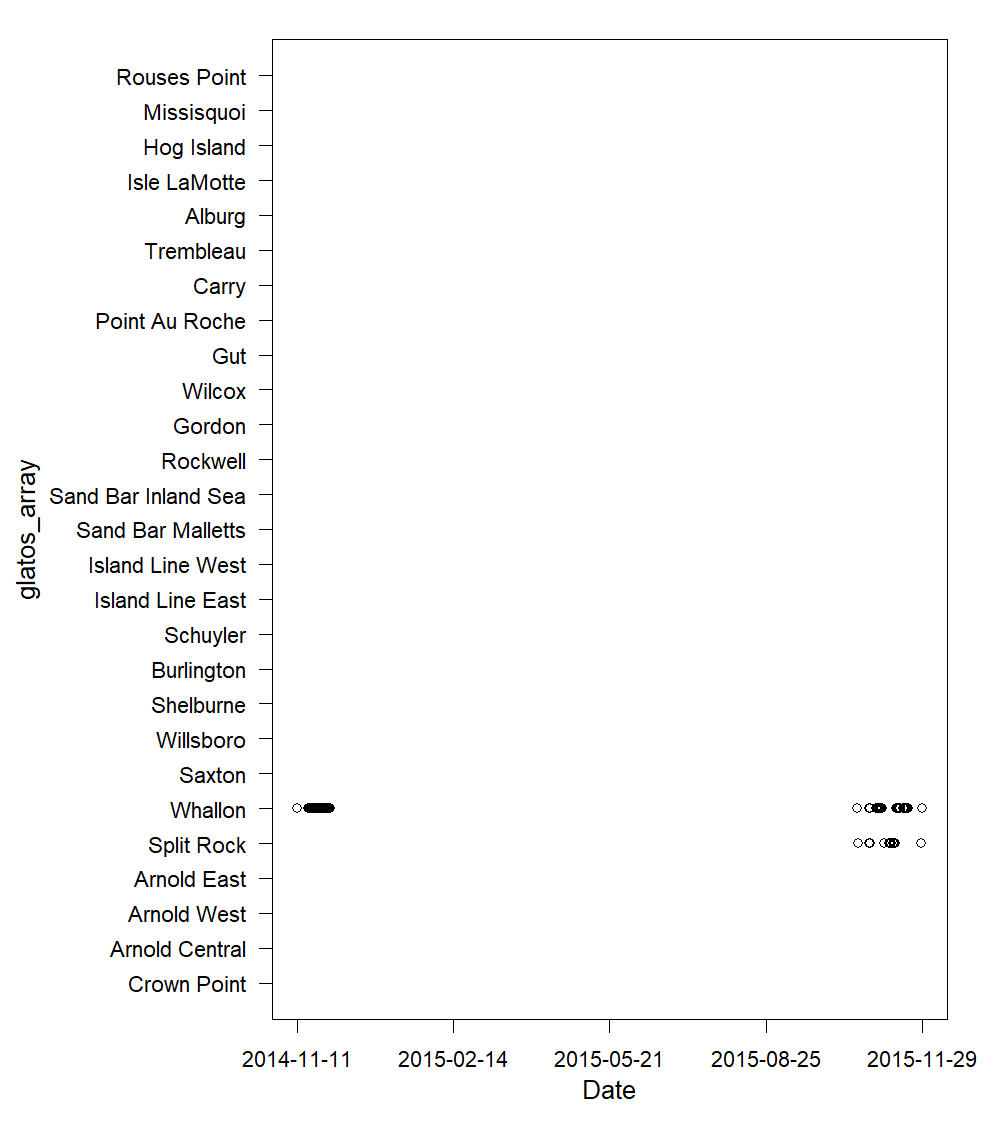 Rouses Point
Missisquoi
Hog Island
Isle LaMotte
Alburg
Trembleau
Carry
Point Au Roche
Gut
Wilcox
Gordon
Rockwell
Sand Bar Inland Sea
Sand Bar Malletts
Island Line West
Island Line East
Schuyler
Burlington
Shelburne
Willsboro
Saxton
Whallon
Split Rock
Arnold East
Arnold West
Arnold Central
Crown Point
glatos_array
2014-11-11 2015-02-14 2015-05-21 2015-08-25 2015-11-29
Date